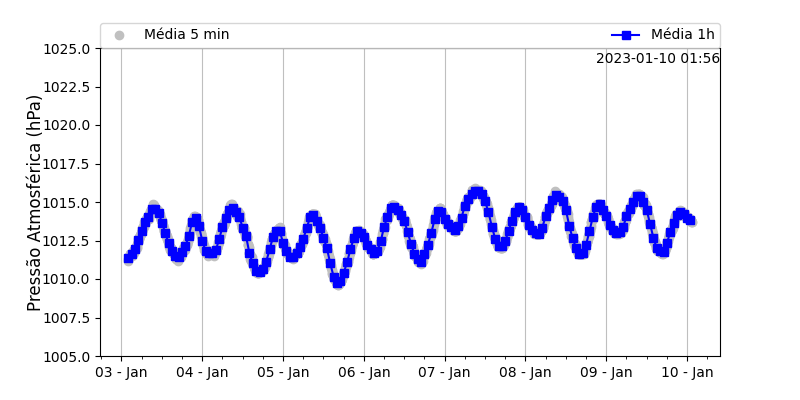 Média 5 min
Média 1h
2023-01-10 01:56
Pressão Atmosférica (hPa)
1025.0
1022.5
1020.0
1017.5
1015.0
1012.5
1010.0
1007.5
1005.0
03 - Jan
04 - Jan
05 - Jan
06 - Jan
07 - Jan
08 - Jan
09 - Jan
10 - Jan